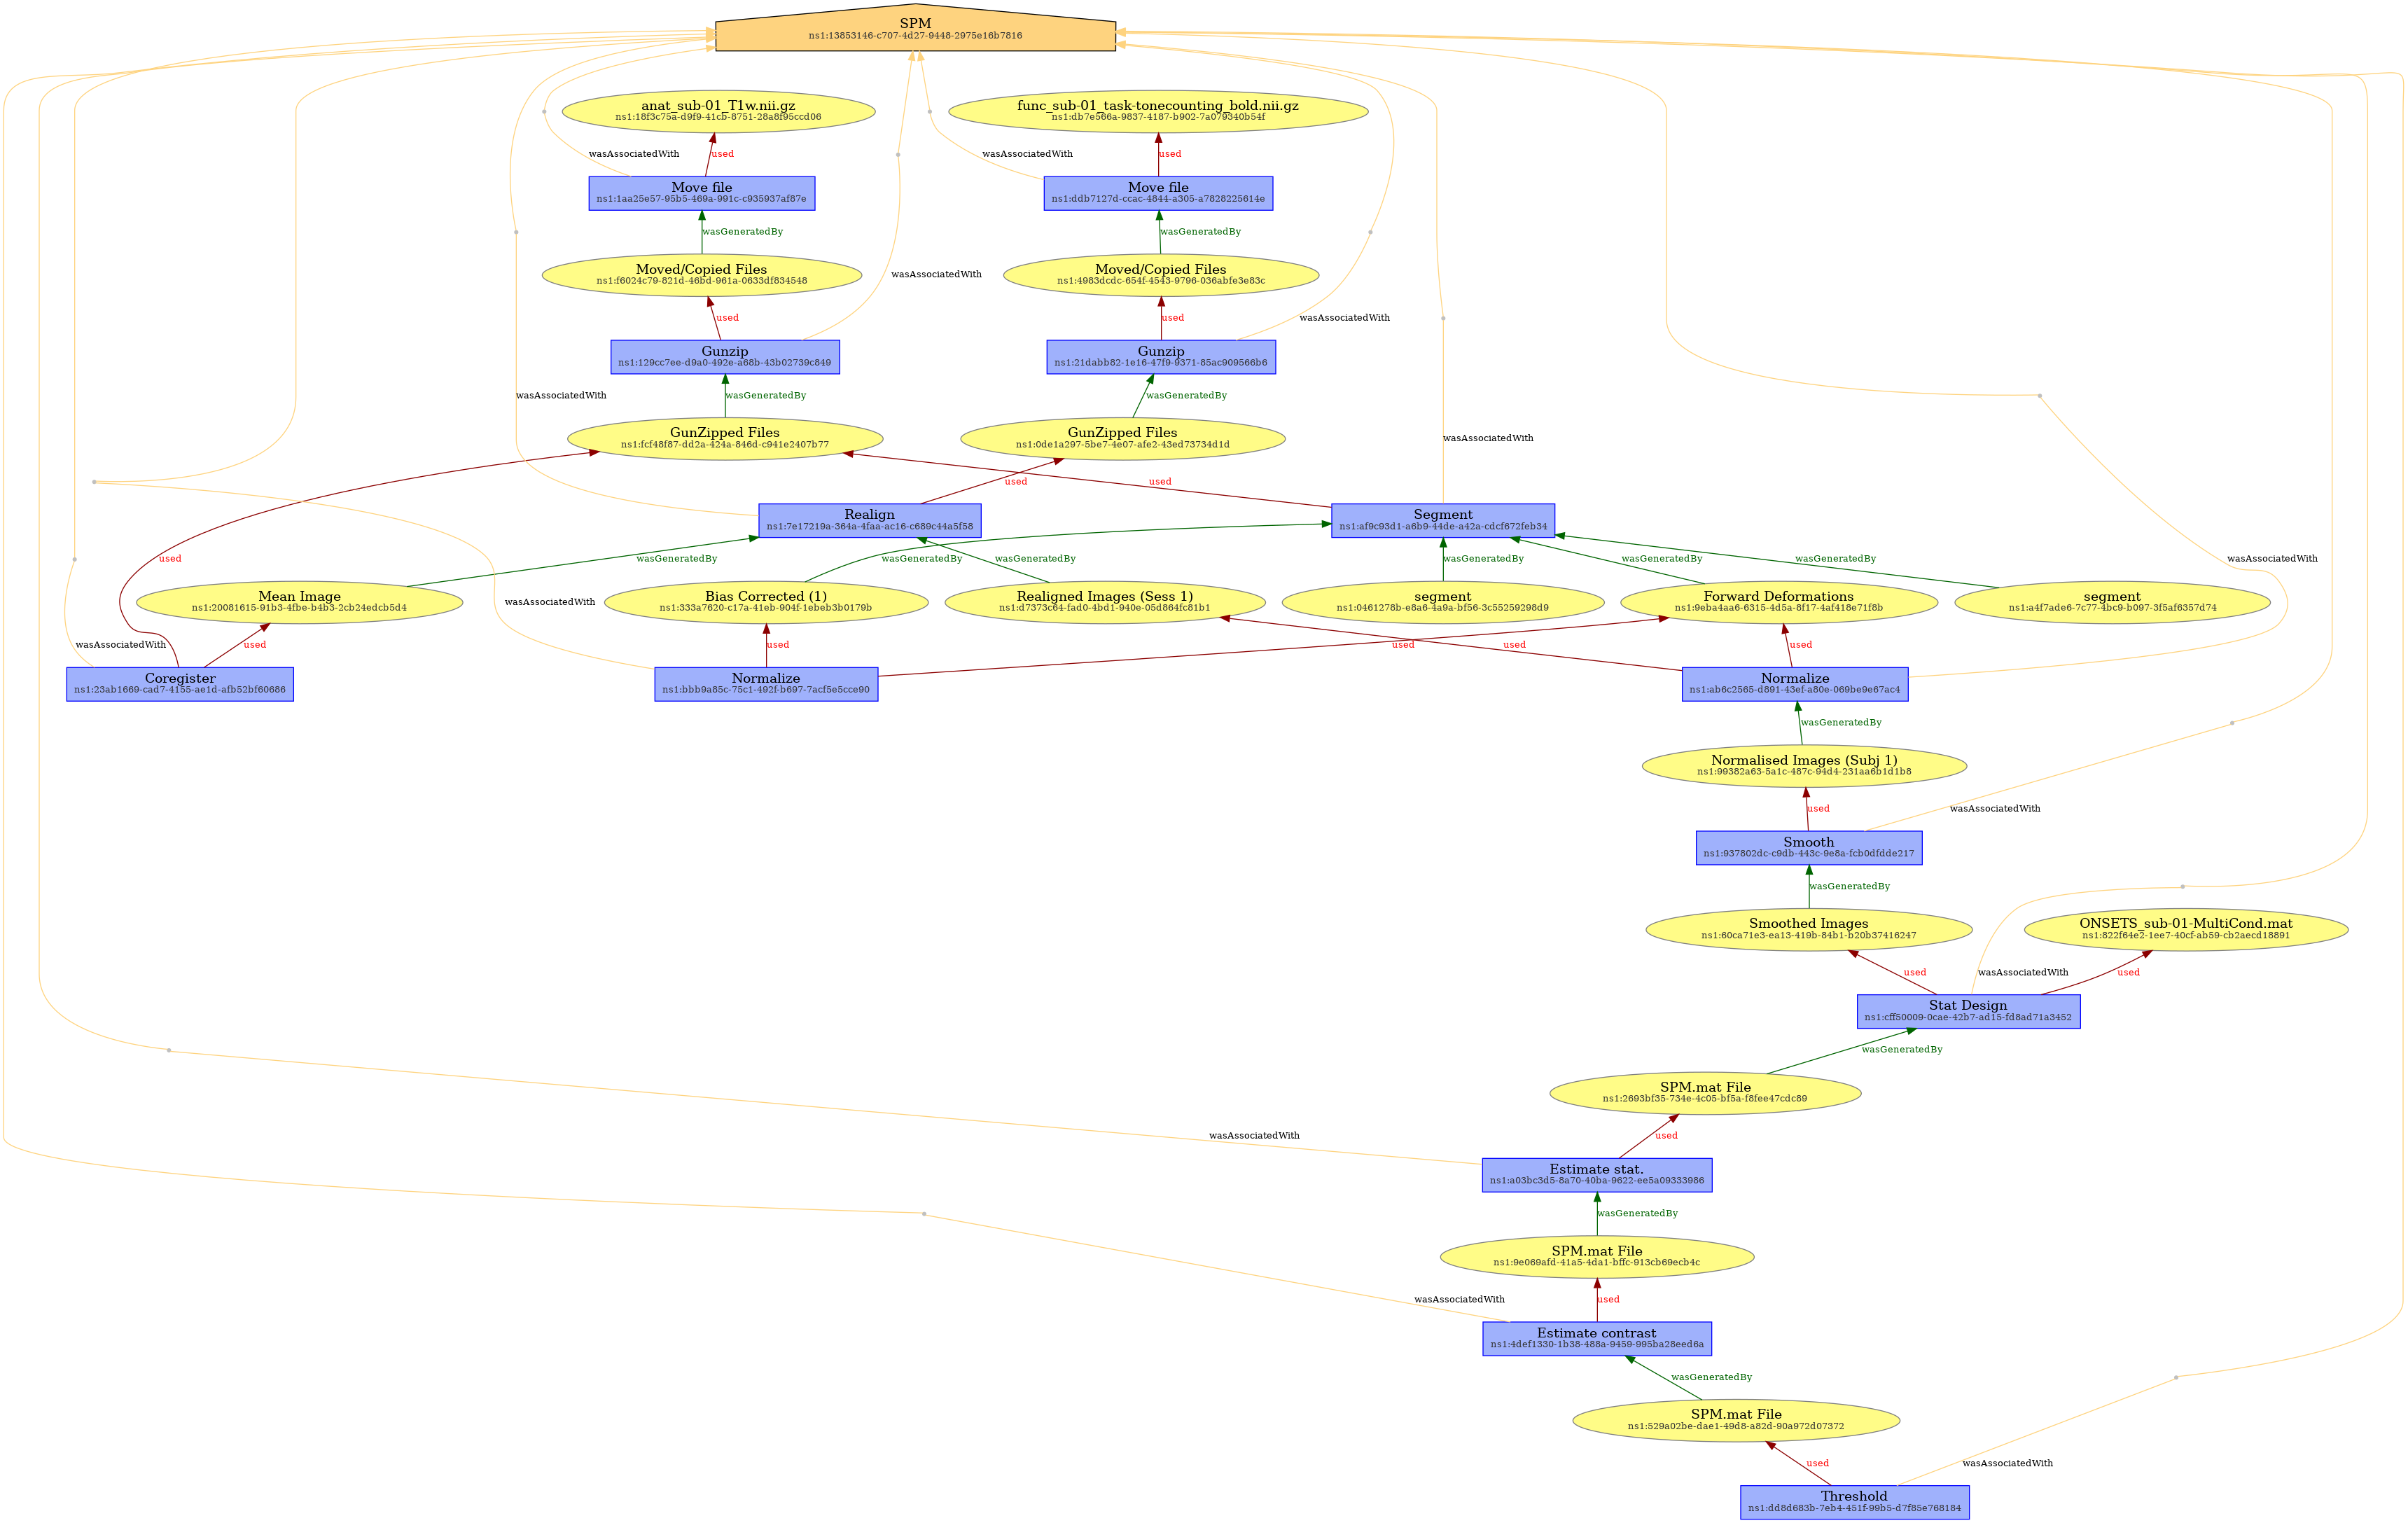 SPM
ns1:13853146-c707-4d27-9448-2975e16b7816
anat_sub-01_T1w.nii.gz
ns1:18f3c75a-d9f9-41cb-8751-28a8f95ccd06
func_sub-01_task-tonecounting_bold.nii.gz
ns1:db7e566a-9837-4187-b902-7a079340b54f
wasAssociatedWith
used
wasAssociatedWith
used
Move file
ns1:1aa25e57-95b5-469a-991c-c935937af87e
Move file
ns1:ddb7127d-ccac-4844-a305-a7828225614e
wasGeneratedBy
wasGeneratedBy
Moved/Copied Files
ns1:f6024c79-821d-46bd-961a-0633df834548
wasAssociatedWith
Moved/Copied Files
ns1:4983dcdc-654f-4543-9796-036abfe3e83c
used
used
wasAssociatedWith
Gunzip
ns1:129cc7ee-d9a0-492e-a68b-43b02739c849
Gunzip
ns1:21dabb82-1e16-47f9-9371-85ac909566b6
wasAssociatedWith
wasGeneratedBy
wasGeneratedBy
GunZipped Files
ns1:fcf48f87-dd2a-424a-846d-c941e2407b77
GunZipped Files
ns1:0de1a297-5be7-4e07-afe2-43ed73734d1d
wasAssociatedWith
used
used
Realign
ns1:7e17219a-364a-4faa-ac16-c689c44a5f58
Segment
ns1:af9c93d1-a6b9-44de-a42a-cdcf672feb34
used
wasGeneratedBy
wasGeneratedBy
wasGeneratedBy
wasGeneratedBy
wasGeneratedBy
wasGeneratedBy
wasAssociatedWith
Mean Image
ns1:20081615-91b3-4fbe-b4b3-2cb24edcb5d4
wasAssociatedWith
Bias Corrected (1)
ns1:333a7620-c17a-41eb-904f-1ebeb3b0179b
Realigned Images (Sess 1)
ns1:d7373c64-fad0-4bd1-940e-05d864fc81b1
segment
ns1:0461278b-e8a6-4a9a-bf56-3c55259298d9
Forward Deformations
ns1:9eba4aa6-6315-4d5a-8f17-4af418e71f8b
segment
ns1:a4f7ade6-7c77-4bc9-b097-3f5af6357d74
wasAssociatedWith
used
used
used
used
used
Coregister
ns1:23ab1669-cad7-4155-ae1d-afb52bf60686
Normalize
ns1:bbb9a85c-75c1-492f-b697-7acf5e5cce90
Normalize
ns1:ab6c2565-d891-43ef-a80e-069be9e67ac4
wasGeneratedBy
Normalised Images (Subj 1)
ns1:99382a63-5a1c-487c-94d4-231aa6b1d1b8
used
wasAssociatedWith
Smooth
ns1:937802dc-c9db-443c-9e8a-fcb0dfdde217
wasGeneratedBy
Smoothed Images
ns1:60ca71e3-ea13-419b-84b1-b20b37416247
ONSETS_sub-01-MultiCond.mat
ns1:822f64e2-1ee7-40cf-ab59-cb2aecd18891
used
wasAssociatedWith
used
Stat Design
ns1:cff50009-0cae-42b7-ad15-fd8ad71a3452
wasGeneratedBy
SPM.mat File
ns1:2693bf35-734e-4c05-bf5a-f8fee47cdc89
wasAssociatedWith
used
Estimate stat.
ns1:a03bc3d5-8a70-40ba-9622-ee5a09333986
wasGeneratedBy
SPM.mat File
ns1:9e069afd-41a5-4da1-bffc-913cb69ecb4c
wasAssociatedWith
used
Estimate contrast
ns1:4def1330-1b38-488a-9459-995ba28eed6a
wasGeneratedBy
SPM.mat File
ns1:529a02be-dae1-49d8-a82d-90a972d07372
used
wasAssociatedWith
Threshold
ns1:dd8d683b-7eb4-451f-99b5-d7f85e768184